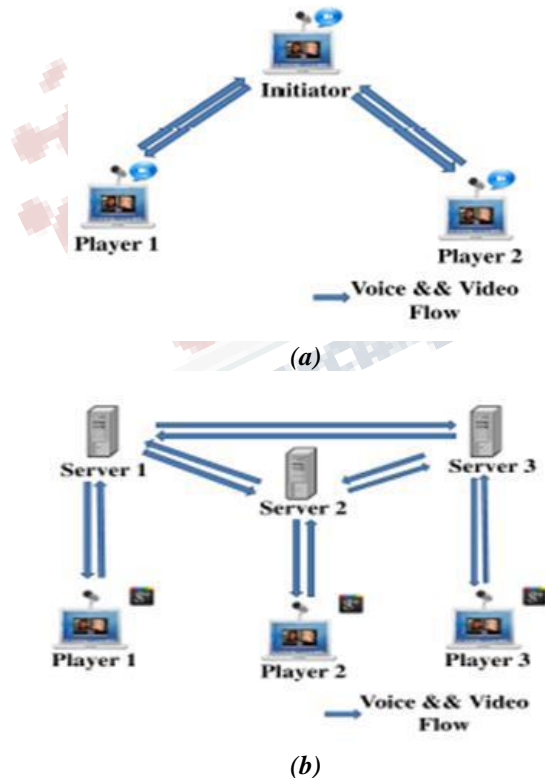 Initiator
Player 1
Player 2
Voice && Video
Flow
(a)
Server 1
Server 3
Server 2
Player 1
Player 2
Player 3
Voice && Video
Flow
(b)